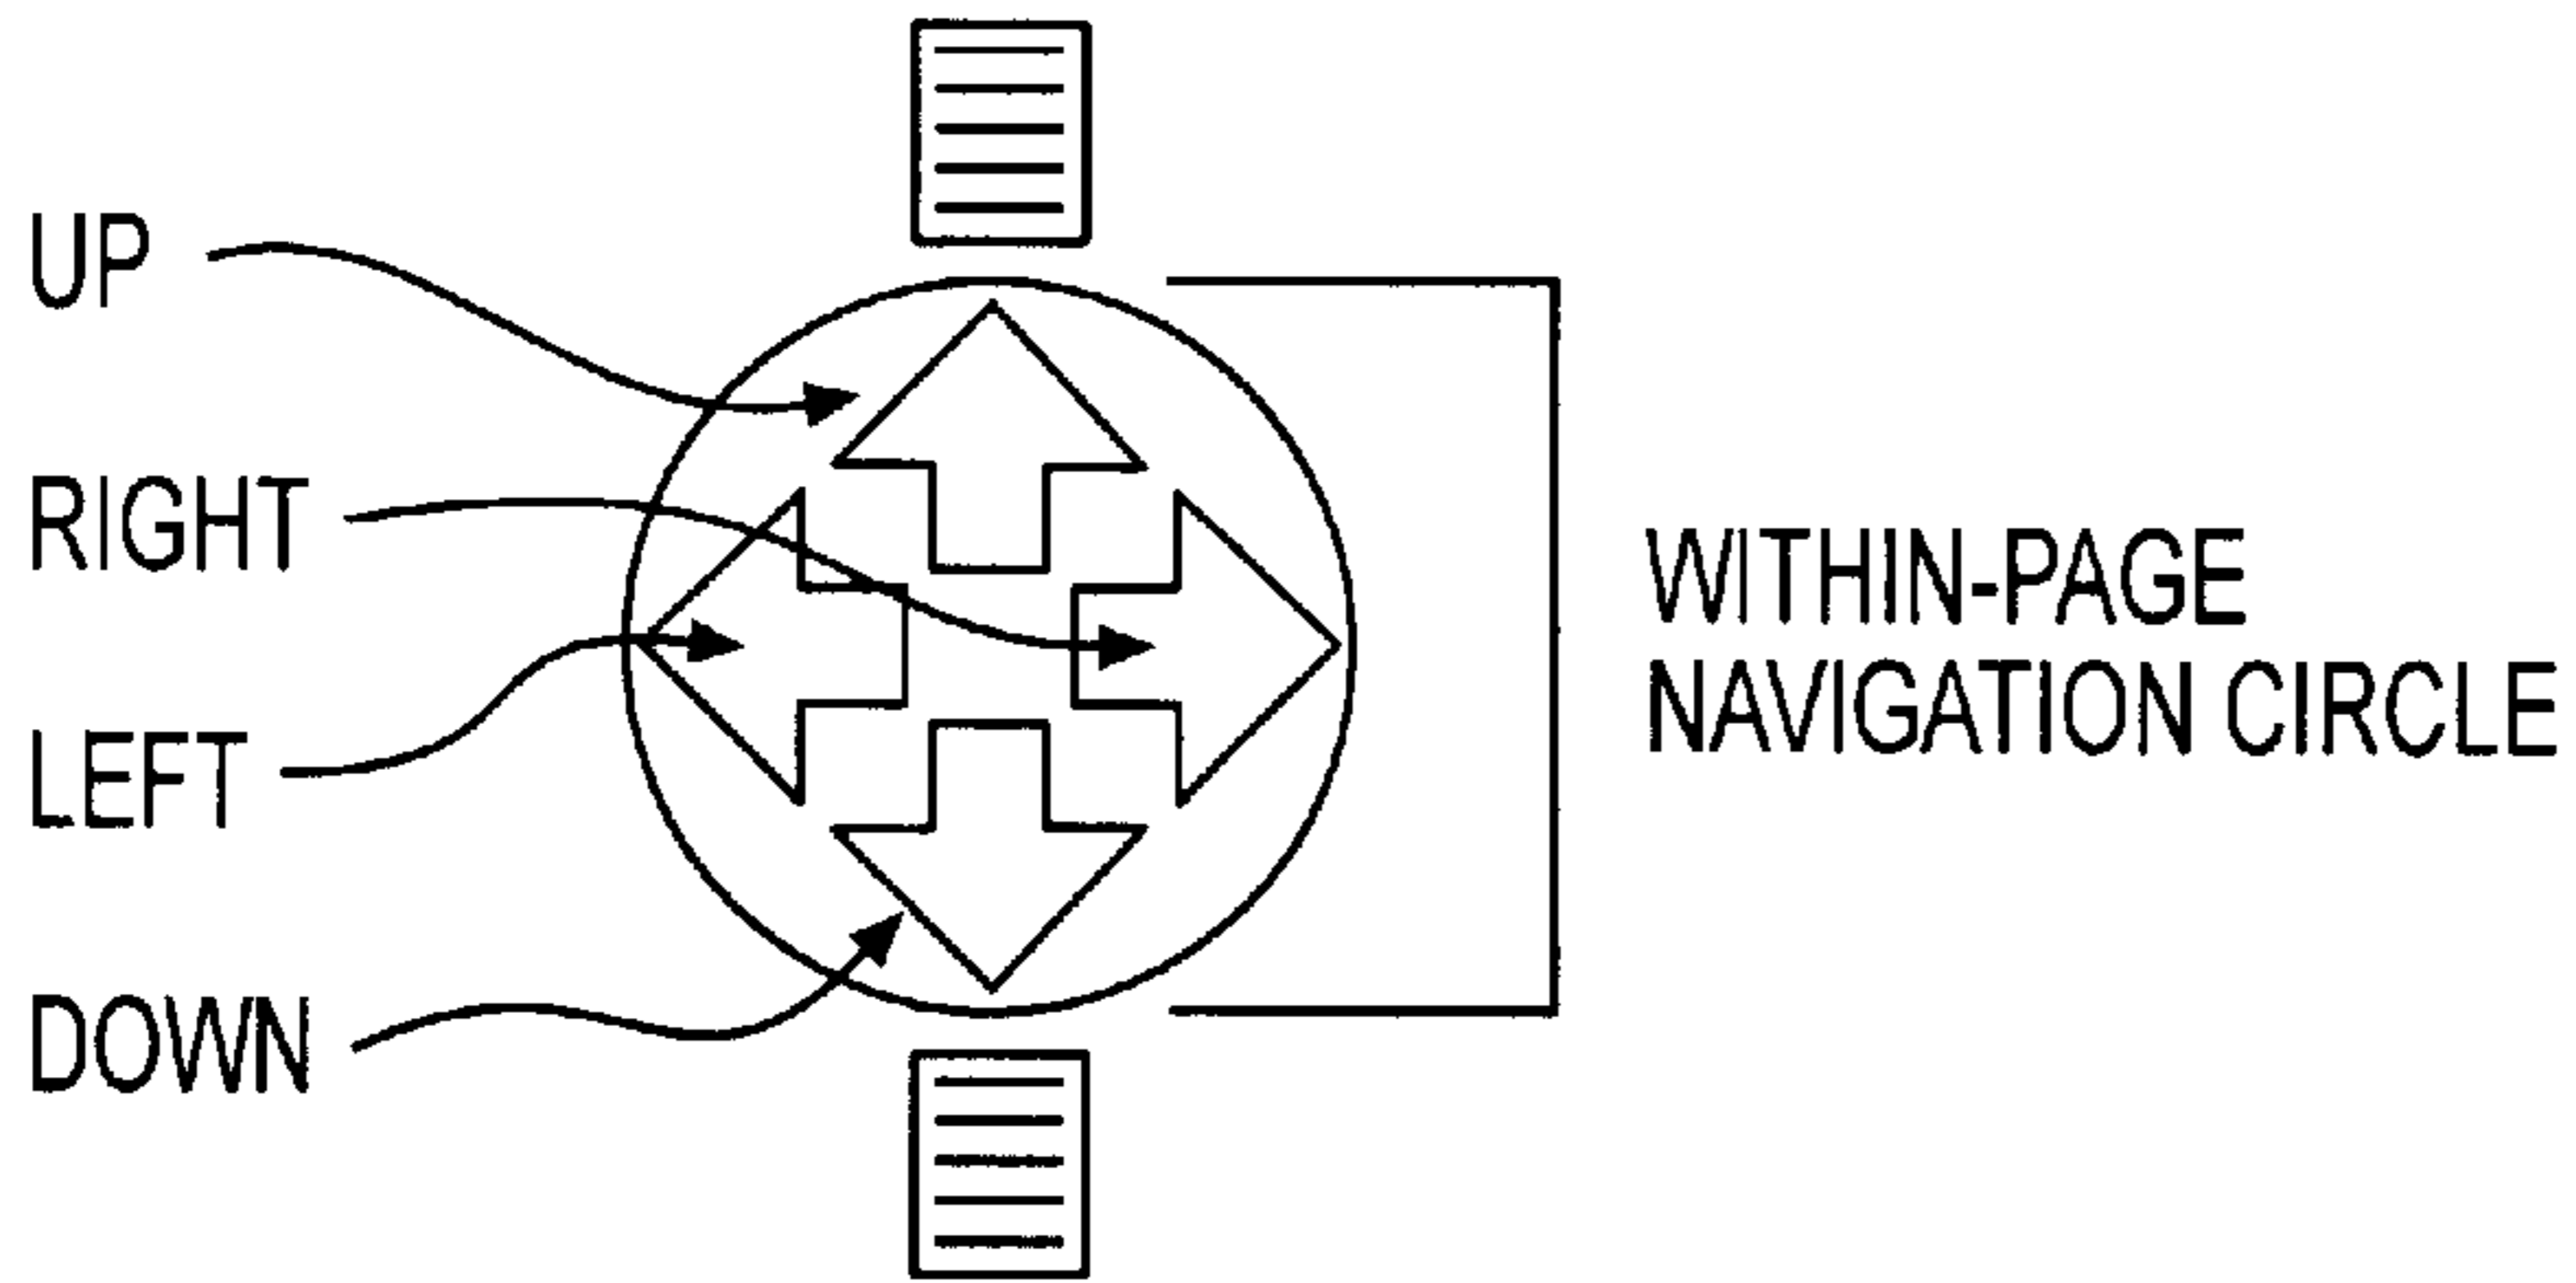 UP
RIGHT
LEFT
DOWN
WITHIN-PAGE
NAVIGATION CIRCLE